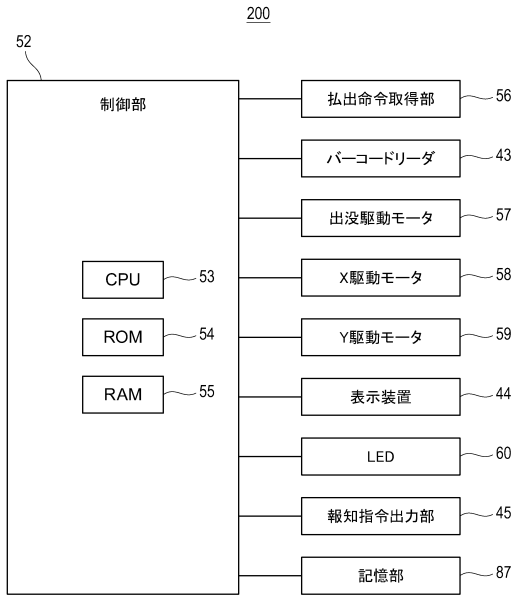 200
52
制御部
CPU 53
ROM 54
RAM 55
払出命令取得部 56
バーコードリーダ 43
出没駆動モータ 57
X駆動モータ 58
Y駆動モータ 59
表示装置 44
LED 60
報知指令出力部 45
記憶部 87